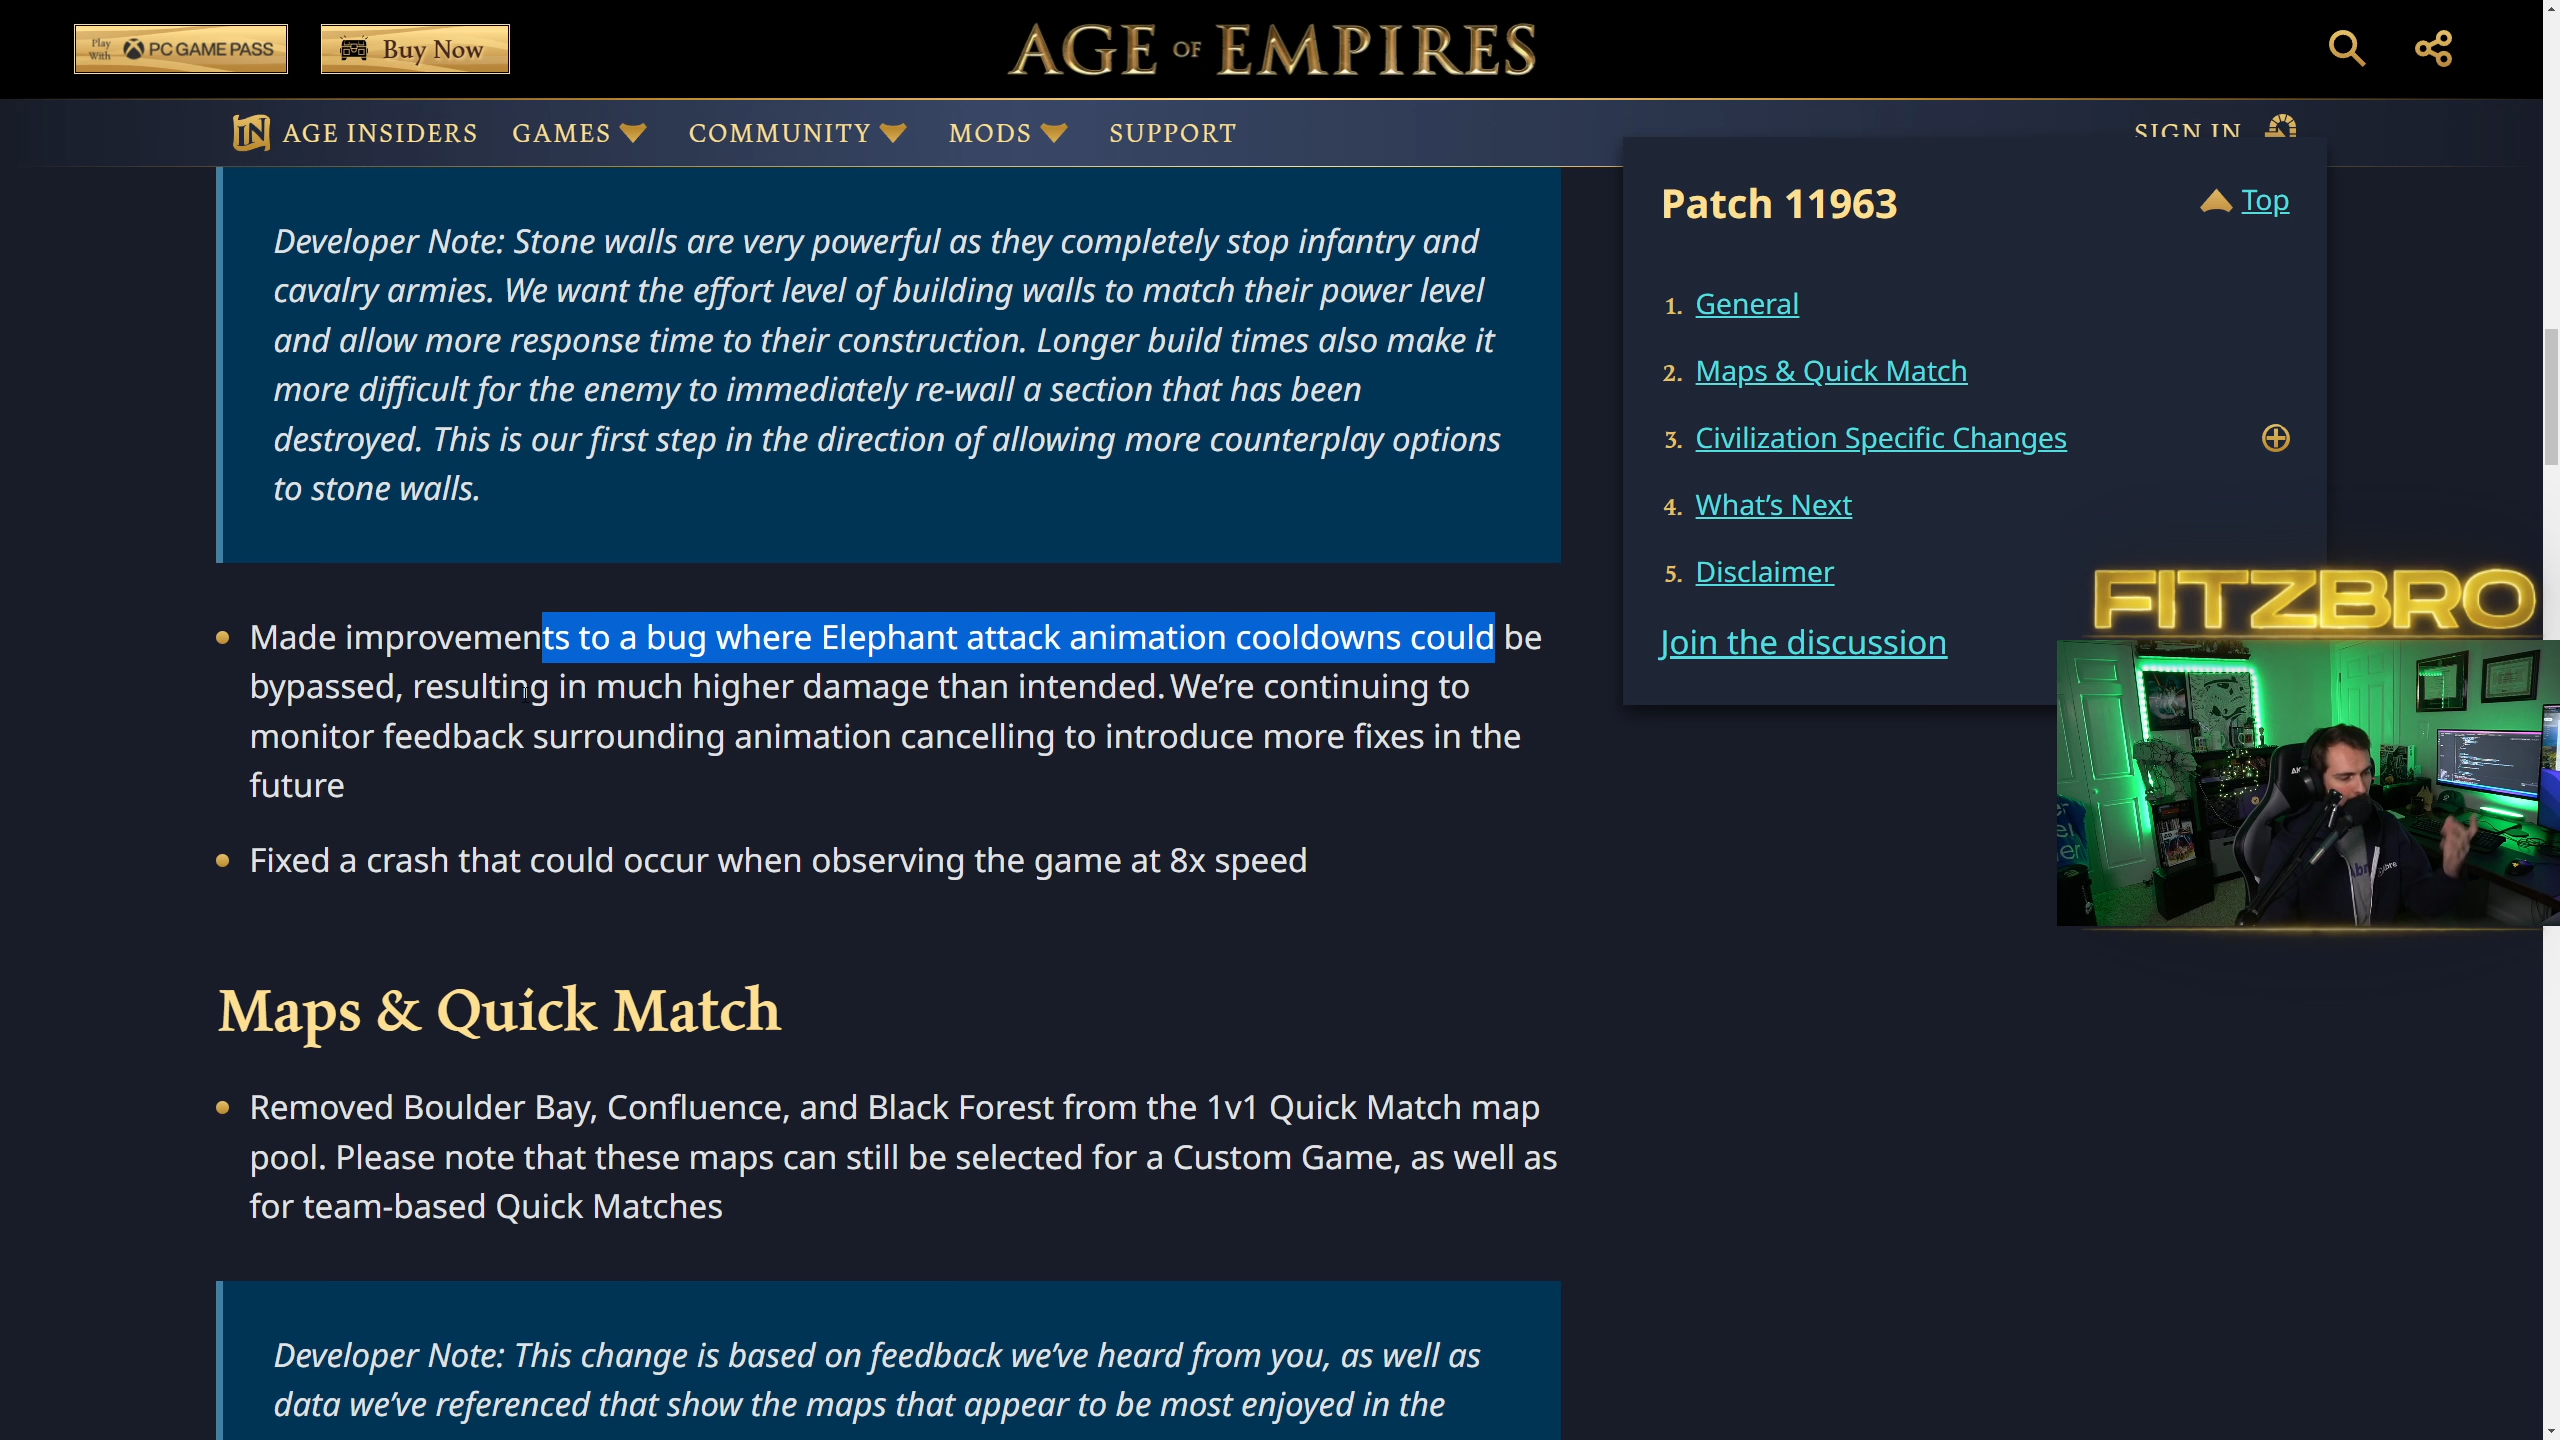 Play With PC GAME PASS
Buy Now
AGE OF EMPIRES
IN AGE INSIDERS GAMES COMMUNITY MODS SUPPORT SIGN IN
Developer Note: Stone walls are very powerful as they completely stop infantry and
cavalry armies. We want the effort level of building walls to match their power level
and allow more response time to their construction. Longer build times also make it
more difficult for the enemy to immediately re-wall a section that has been
destroyed. This is our first step in the direction of allowing more counterplay options
to stone walls.
Made improvements to a bug where Elephant attack animation cooldowns could be
bypassed, resulting in much higher damage than intended. We’re continuing to
monitor feedback surrounding animation cancelling to introduce more fixes in the
future
Fixed a crash that could occur when observing the game at 8x speed
Maps & Quick Match
Removed Boulder Bay, Confluence, and Black Forest from the 1v1 Quick Match map
pool. Please note that these maps can still be selected for a Custom Game, as well as
for team-based Quick Matches
Developer Note: This change is based on feedback we’ve heard from you, as well as
data we’ve referenced that show the maps that appear to be most enjoyed in the
Patch 11963
Top
1. General
2. Maps & Quick Match
3. Civilization Specific Changes
4. What’s Next
5. Disclaimer
Join the discussion
FITZBRO